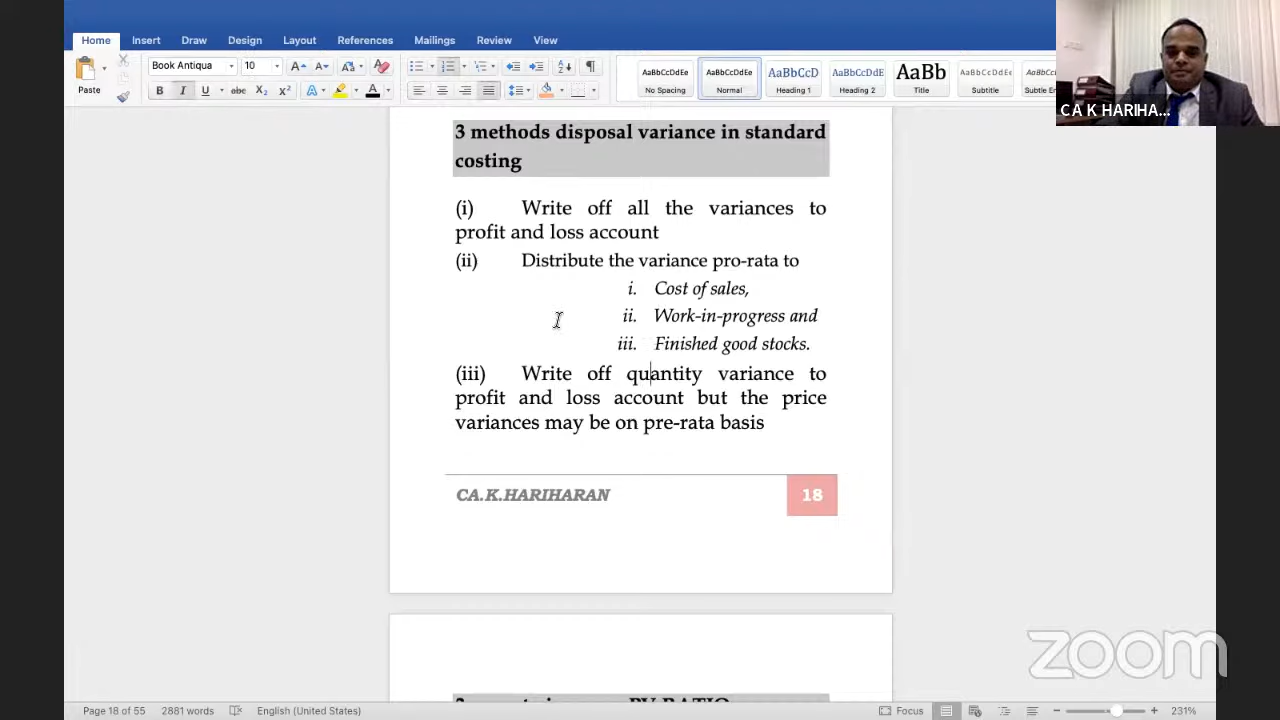 Home Insert Draw Design Layout References Mailings Review View
Paste
Book Antiqua 10
AaBbCcDdEe AaBbCcDdEe AaBbCcD AaBbCcDdE AaBb AaBbCcDdEe AaBbCcDdEe
No Spacing Normal Heading 1 Heading 2 Title Subtitle Subtle Em
CA K HARIHA...
3 methods disposal variance in standard
costing
(i) Write off all the variances to
profit and loss account
(ii) Distribute the variance pro-rata to
i. Cost of sales,
ii. Work-in-progress and
iii. Finished good stocks.
(iii) Write off quantity variance to
profit and loss account but the price
variances may be on pre-rata basis
CA.K.HARIHARAN 18
zoom
PV RATIO
Page 18 of 55 2881 words English (United States) Focus 231%